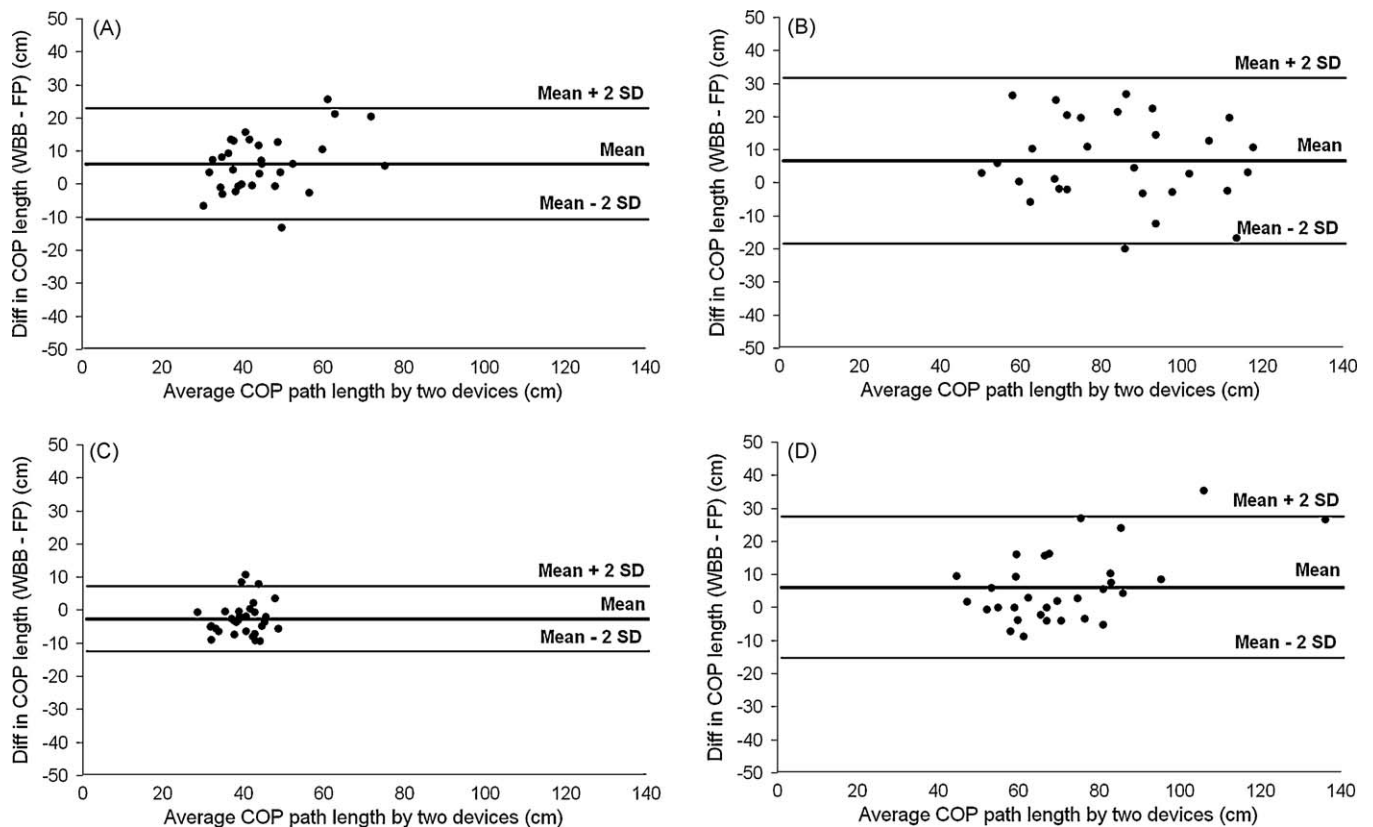 (A)
Diff in COP length (WBB - FP) (cm)
50
40
30
20
10
0
-10
-20
-30
-40
-50
Mean + 2 SD
Mean
Mean - 2 SD
0 20 40 60 80 100 120 140
Average COP path length by two devices (cm)
(B)
Diff in COP length (WBB - FP) (cm)
50
40
30
20
10
0
-10
-20
-30
-40
-50
Mean + 2 SD
Mean
Mean - 2 SD
0 20 40 60 80 100 120 140
Average COP path length by two devices (cm)
(C)
Diff in COP length (WBB - FP) (cm)
50
40
30
20
10
0
-10
-20
-30
-40
-50
Mean + 2 SD
Mean
Mean - 2 SD
0 20 40 60 80 100 120 140
Average COP path length by two devices (cm)
(D)
Diff in COP length (WBB - FP) (cm)
50
40
30
20
10
0
-10
-20
-30
-40
-50
Mean + 2 SD
Mean
Mean - 2 SD
0 20 40 60 80 100 120 140
Average COP path length by two devices (cm)